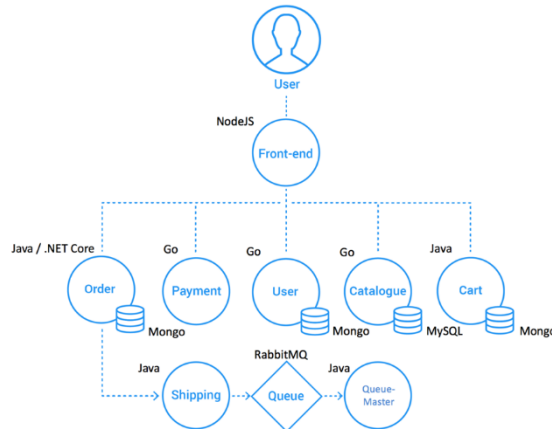 User
NodeJS
Front-end
Java / .NET Core
Go
Go
Go
Java
Order
Payment
User
Catalogue
Cart
Mongo
Mongo
MySQL
Mongo
RabbitMQ
Java
Java
Shipping
Queue
Queue-
Master